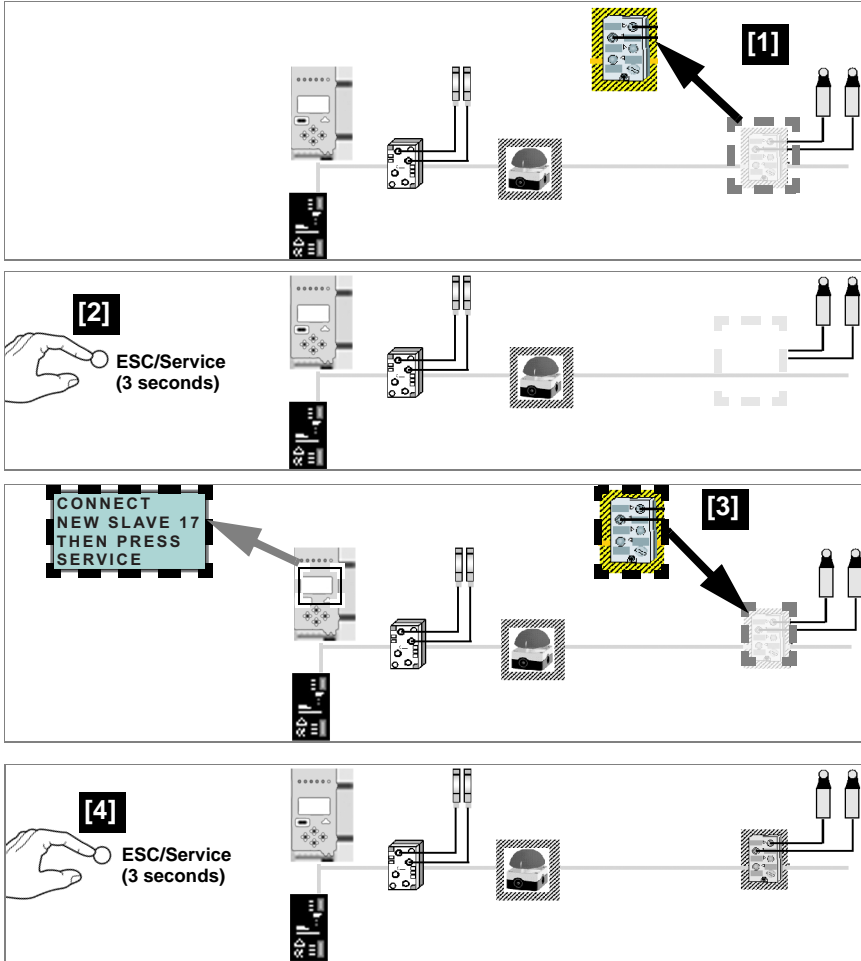 [1]
[2]
ESC/Service
(3 seconds)
CONNECT
NEW SLAVE 17
THEN PRESS
SERVICE
[3]
[4]
ESC/Service
(3 seconds)